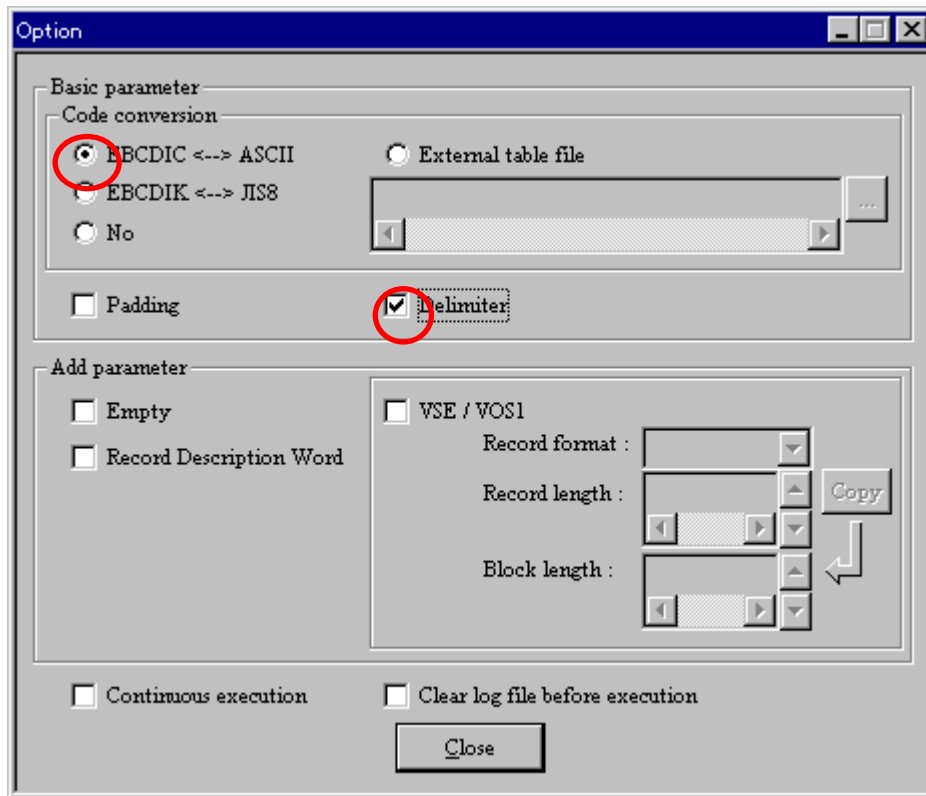 Option
Basic parameter
Code conversion
EBCDIC <--> ASCII
External table file
EBCDIK <--> JIS8
...
No
Padding
Delimiter
Add parameter
Empty
VSE / VOS1
Record Description Word
Record format :
Record length :
Copy
Block length :
Continuous execution
Clear log file before execution
Close